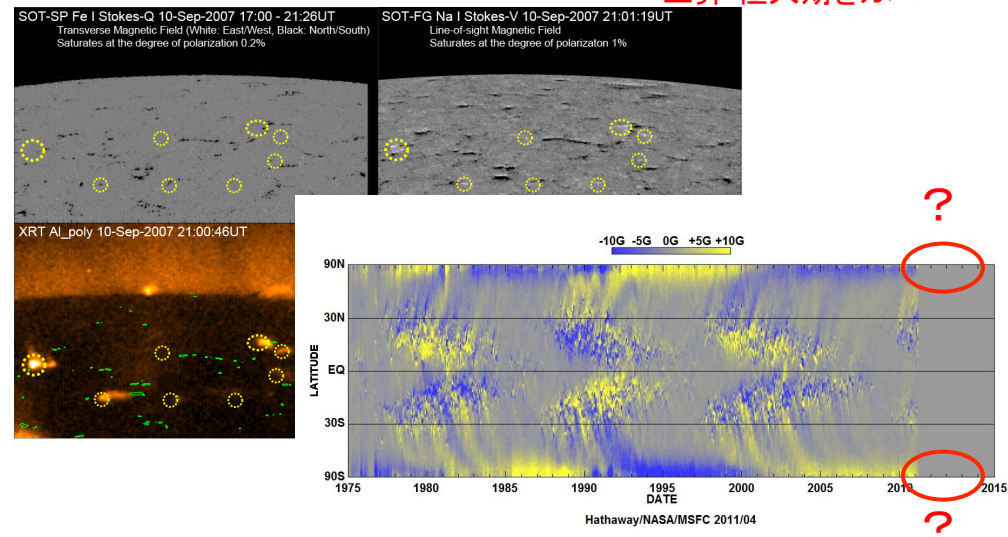 SOT-SP Fe I Stokes-Q 10-Sep-2007 17:00 - 21:26UT
Transverse Magnetic Field (White: East/West, Black: North/South)
Saturates at the degree of polarization 0.2%
SOT-FG Na I Stokes-V 10-Sep-2007 21:01:19UT
Line-of-sight Magnetic Field
Saturates at the degree of polarizaton 1%
XRT Al_poly 10-Sep-2007 21:00:46UT
?
-10G -5G 0G +5G +10G
90N
30N
EQ
30S
90S
LATITUDE
1975 1980 1985 1990 1995 2000 2005 2010 2015
DATE
Hathaway/NASA/MSFC 2011/04
?